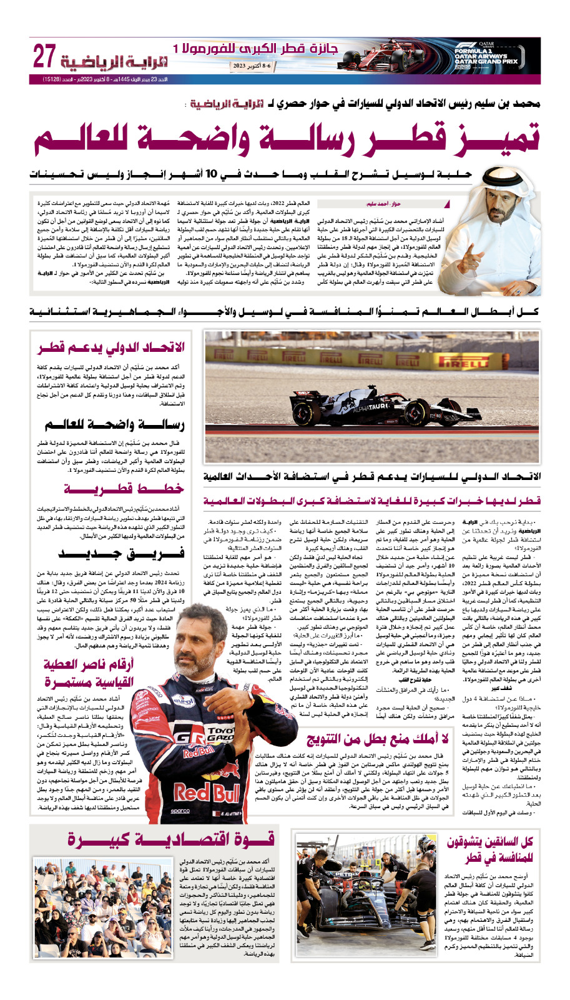 27
الراية الرياضية
جائزة قطر الكبرى للفورمولا 1
6-8 أكتوبر 2023
FORMULA 1
QATAR AIRWAYS
QATAR GRAND PRIX
QATAR
AIRWAYS
الأحد 23 ربيع الأول 1445هـ - 8 أكتوبر 2023م - العدد (15128)
محمد بن سليم رئيس الاتحاد الدولي للسيارات في حوار حصري لـ الراية الرياضية :
تميز قطر رسالة واضحة للعالم
حلبة لوسيل تشرح القلب وما حدث في 10 أشهر إنجاز وليس تحسينات
حوار - أحمد سليم:
أشاد الإماراتي محمد بن سُلَيّم رئيس الاتحاد الدولي
للسيارات بالتحضيرات الكبيرة التي أجرتها قطر على حلبة
لوسيل الدولية من أجل استضافة الجولة الـ 18 من بطولة
العالم للفورمولا1، في إنجاز مهم لدولة قطر ومنطقتنا
الخليجية. وقدم بن سُلَيّم الشكر لدولة قطر على
الاستضافة المُميزة للفورمولا1 وقال: إن دولة قطر
تميّزت في استضافة الجولة العالمية وهو ليس بالغريب
على قطر التي سبقت وأبهرت العالم في بطولة كأس
العالم قطر 2022، وبات لديها خبرات كبيرة للغاية لاستضافة
كبرى البطولات العالمية. وأكد بن سُلَيّم في حوار حصري لـ
الراية الرياضية أن جولة قطر تعد جولة استثنائية لاسيما
أنها تقام على حلبة جديدة وأيضًا أنها تشهد حسم لقب البطولة
العالمية وبالتالي تستقطب أنظار العالم سواء من الجماهير أو
الإعلاميين. وتحدث رئيس الاتحاد الدولي للسيارات عن أهمية
تواجد حلبة لوسيل في المنطقة الخليجية للمساهمة في تطوير
الرياضة، لتضاف إلى حلبات البحرين والإمارات والسعودية ما
يساهم في انتشار الرياضة وأيضًا صناعة نجوم للفورمولا1.
وشدد بن سُلَيّم على أنه واجهته صعوبات كبيرة منذ توليه
مُهمة الاتحاد الدولي حيث سعى للتطوير مع اعتراضات كثيرة
لاسيما أن أوروبا لا تريد مُسلمًا في رئاسة الاتحاد الدولي،
كما نوه إلى أن الاتحاد يسعى لوضع القوانين من أجل أن تكون
رياضة السيارات أقل تكلفة بالإضافة إلى سلامة وأمن جميع
السائقين، مشيرًا إلى أن قطر من خلال استضافتها المُميزة
تستطيع إرسال رسالة واضحة للعالم أننا قادرون على احتضان
أكبر البطولات العالمية، كما سبق أن استضافت قطر بطولة
العالم لكرة القدم والآن تستضيف الفورمولا 1.
بن سُلَيّم تحدث عن الكثير من الأمور في حوار لـ الراية
الرياضية نسرده في السطور التالية:-
كل أبطال العالم تمنوُا المنافسة في لوسيل والأجواء الجماهيرية استثنائية
الاتحاد الدولي يدعم قطر
أكد محمد بن سُلَيّم أن الاتحاد الدولي للسيارات يقدم كافة
الدعم لدولة قطر من أجل استضافة بطولة عالمية للفورمولا1،
وتم الاعتراف بحلبة لوسيل الدولية واعتماد كافة الاشتراطات
قبل انطلاق السباقات، وهذا دورنا ونقدم كل الدعم من أجل نجاح
الاستضافة.
رسالة واضحة للعالم
قال محمد بن سُلَيّم إن الاستضافة المميزة لدولة قطر
للفورمولا1 هي رسالة واضحة للعالم أننا قادرون على احتضان
البطولات العالمية وأكبر الرياضات، وقطر سبق وأن استضافت
بطولة العالم لكرة القدم والآن تستضيف الفورمولا 1.
خطط قطرية
أشاد محمد بن سُلَيّم رئيس الاتحاد الدولي بالخطط والاستراتيجيات
التي تتبعها قطر بهدف تطوير رياضة السيارات والارتقاء بها، في ظل
التطور الكبير الذي تشهده هذه الرياضة حيث تستضيف قطر العديد
من البطولات العالمية ولديها الكثير من الأبطال.
فريق جديد
تحدث رئيس الاتحاد الدولي عن إضافة فريق جديد بداية من
رزنامة 2024 بعدما وجد اعتراضًا من بعض الفرق، وقال: هناك
10 فرق والآن لدينا 11 فريقًا ويمكن أن نستضيف حتى 12 فريقًا
ولدينا في قطر مثلًا 50 مركز صيانة وبالتالي الحلبة قادرة على
استيعاب عدد أكبر، يمكننا فعل ذلك، ولكن الاعتراض بسبب
المادة حيث تريد الفرق الحالية تقسيم «الكعكة» على نفسها
فقط، ولا يريدون أن يأتي فريق جديد يتقاسم معهم وقد
طالبوني بزيادة رسوم الاشتراك ورفضت، لأنه أمر لا يجوز
وهدفنا تنمية الرياضة وهم هدفهم المال.
أرقام ناصر العطية
القياسية مستمرة
أشاد محمد بن سُلَيّم رئيس الاتحاد
الدولي للسيارات بالإنجازات التي
يحققها بطلنا ناصر صالح العطية،
وتحطيمه الأرقام القياسية وقال:
«الأرقام القياسية وجدت لتُكسر،
وناصر العطية بطل مميز تمكن من
كسر الأرقام وواصل مسيرته بنجاح في
البطولات وما زال لديه الكثير ليقدمه وهو
أمر مهم وزخم للمنطقة ورياضة السيارات
فرصة للأبطال من أجل مواصلة نجاحهم، دون
التقيد بالعمر، ومن المهم جدًا وجود بطل
عربي قادر على منافسة أبطال العالم ولا يوجد
مستحيل ومنطقتنا لديها شغف بهذه الرياضة.
PIRELLI
ALPHATAURI
الاتحاد الدولي للسيارات يدعم قطر في استضافة الأحداث العالمية
قطر لديها خبرات كبيرة للغاية لاستضافة كبرى البطولات العالمية
• بداية نرحب بك في الراية
الرياضية ونريد أن تحدثنا عن
استضافة قطر لجولة عالمية من
الفورمولا1؟
- قطر ليست غريبة على تنظيم
الأحداث العالمية بصورة رائعة بعد
أن استضافت نسخة مميزة من
بطولة كـأس العالم قطر 2022،
وبات لديها خبرات كبيرة في الأمور
التنظيمية، كما أن قطر ليست غريبة
على رياضة السيارات ولديها باع
كبير في هذه الرياضة، بالتالي باتت
محط أنظار العالم، خاصة أن كأس
العالم كان لها تأثير إيجابي ومهم
في جذب أنظار العالم إلى قطر من
جديد، وهو ما أعتبرُه فوزًا للجميع
لقطر ولنا في الاتحاد الدولي وحاليًا
قطر على موعد مع استضافة عالمية
أخرى هي بطولة العالم للفورمولا1.
شغف كبير
• ماذا عن استضافة 4 دول
خليجية للفورمولا1؟
- يمثل شغفًا كبيرًا لمنطقتنا خاصة
أنه لا أحد يستطيع أن ينكر ما يقدمه
الخليج لهذه البطولة حيث يستضيف
جولتين في انطلاقة البطولة العالمية
في البحرين والسعودية وجولتين في
ختام البطولة في قطر والإمارات
وبالتالي هو توازن مهم للبطولة
ولمنطقتنا.
• ما انطباعك عن حلبة لوسيل
بعد التطور الكبير الذي شهدته
الحلبة.
- وصلت في اليوم الأول للسباقات
وحرصت على القدوم من المطار
إلى الحلبة وهناك تطور كبير على
الحلبة وهو أمر جيد للغاية، وما تم
هو إنجاز كبير خاصة أننا نتحدث
عن إنشاء حلبة من جديد خلال
10 أشهر، وأمر جيد أن تستضيف
الحلبة بطولة العالم للفورمولا1
وأيضًا بطولة العالم للدراجات
النارية «موتوجي بي» بالرغم من
اختلاق مسار السباقين وبالتالي
حرصت قطر على أن تناسب الحلبة
البطولتين العالميتين وبالتالي هناك
عمل كبير تم إنجازه وخلال فترة
وجيزة، وما أعجبني في حلبة لوسيل
هي أن الاتحاد القطري للسيارات
ونادي حلبة لوسيل الرياضي على
قلب واحد وهو ما ساهم في خروج
الحلبة بهذه الطريقة الرائعة.
حلبة تشرح القلب
• ما رأيك في المرافق والمنشآت
الجديدة؟
- صحيح أن الحلبة ليست مجرد
مرافق ومنشآت ولكن هناك أيضًا
التقنيات الصارمة للحفاظ على
سلامة الجميع خاصة أنها رياضة
سريعة، ولكن حلبة لوسيل تشرح
القلب، وهناك أريحية كبيرة
تجاه الحلبة ليس لديّ فقط ولكن
لجميع السائقين والفرق والمنظمين
الجميع مستمتعون والجميع يشعر
براحة نفسية، هي حلبة «ليست
مملة» وبها «كريزما» وإثارة
وحيوية، وبالتالي الجميع يستمتع
بها، وقمت بزيارة الحلبة أكثر من
مرة عندما استضافت منافسات
الموتوجي بي وهناك تطور كبير.
• ما أبرز التغييرات على الحلبة؟
- تمت تغييرات «جذرية» وليست
مجرد تحسينات، وهناك أيضًا
الاعتماد على التكنولوجيا، في السابق
كانت اللوحات عادية الآن اللوحات
إلكترونية وبالتالي تم استخدام
التكنولوجيا الجديدة في لوسيل
وأهنئ دولة قطر والاتحاد القطري
على هذه الحلبة، خاصة أن ما تم
إنجازه في الحلبة ليس لسنة
واحدة ولكنه لعشر سنوات قادمة.
• كيف ترى وجود دولة قطر
ضمن رزنامة الفورمولا1 في
السنوات العشر المتتالية؟
- هو أمر مهم للغاية لمنطقتنا
فإضافة حلبة جديدة تزيد من
الشغف في منطقتنا خاصة أننا نرى
تغطية إعلامية مميزة من كافة
دول العالم والجميع يتابع السباق في
قطر.
• ما الذي يميز جولة
قطر للفورمولا1؟
- جولة قطر مهمة
للغاية كونها الجولة
الأولى بعد تطوير
حلبة لوسيل الدولية،
وأيضًا المنافسة القوية
على حسم لقب بطولة
العالم.
TOYOTA
GAZOO
Red Bull
Red Bull
sparco
لا أملك منع بطل من التتويج
قال محمد بن سُلَيّم رئيس الاتحاد الدولي للسيارات إنه كانت هناك مطالبات
بمنع تتويج الهولندي ماكس فيرستابن من الفوز في قطر خاصة أنه لا يزال هناك
5 جولات على انتهاء البطولة، ولكنني لا أملك أن أمنع بطلًا من التتويج، وفيرستابن
بطل جديد وتعب واجتهد من أجل الوصول لهذه المكانة وسبق أن حقق هاميلتون هذا
الأمر وحسمها قبل أكثر من جولة على التتويج، وأعتقد أنه لن يؤثر على مستوى باقي
الجولات في ظل المنافسة على باقي الجولات الأخرى وإن كنت أتمنى أن يكون الحسم
في السباق الرئيسي وليس في سباق السرعة.
كل السائقين يتشوقون
للمنافسة في قطر
أوضح محمد بن سُلَيّم رئيس الاتحاد
الدولي للسيارات أن كافة أبطال العالم
كانوا يتشوقون للمنافسة في جولة قطر
العالمية، والحقيقة كان هناك اهتمام
كبير سواء من ناحية الضيافة والاحترام
واستقبال الفرق والاهتمام بهم، وهي
رسالة للعالم أننا لسنا أقل منهم، وسعيد
بوجود 4 مسابقات مختلفة للفورمولا1
والتي تتميز بالتنظيم المميز وكرم
الضيافة.
قوة اقتصادية كبيرة
أكد محمد بن سُلَيّم رئيس الاتحاد الدولي
للسيارات أن سباقات الفورمولا1 تمثل قوة
اقتصادية كبيرة خاصة أنها لا تعتمد على
المنافسة فقط، ولكن أيضًا هي تجارة ومتعة
للجماهير، ودليلنا التذاكر والحجوزات
فهي تمثل جانبًا اقتصاديًا تجاريًا، ولا توجد
رياضة بدون تطور واليوم كل رياضة تسعى
لجذب الجماهير إليها وزيادة نسبة متابعتها
والجمهور في المدرجات، ورأينا كيف ملأت
الجماهير حلبة لوسيل الدولية وهو أمر مهم
لرياضتنا ويعكس الشغف الكبير في منطقتنا
بهذه الرياضة.